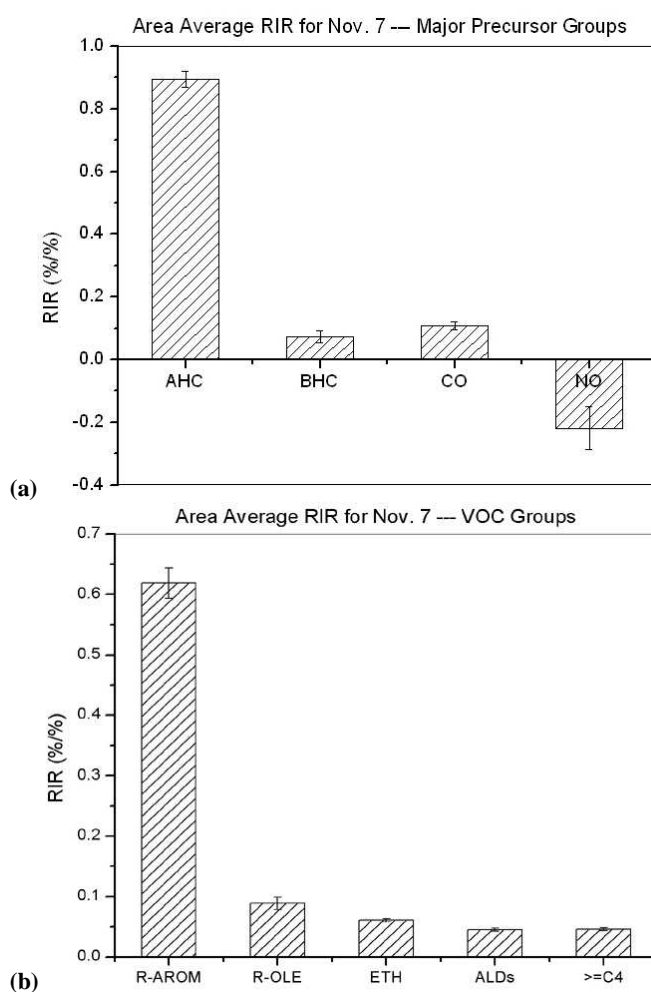 Area Average RIR for Nov. 7 --- Major Precursor Groups
1.0
0.8
0.6
0.4
0.2
0.0
-0.2
-0.4
RIR (%/%)
AHC BHC CO NO
(a)
Area Average RIR for Nov. 7 --- VOC Groups
0.7
0.6
0.5
0.4
0.3
0.2
0.1
0.0
RIR (%/%)
R-AROM R-OLE ETH ALDs >=C4
(b)